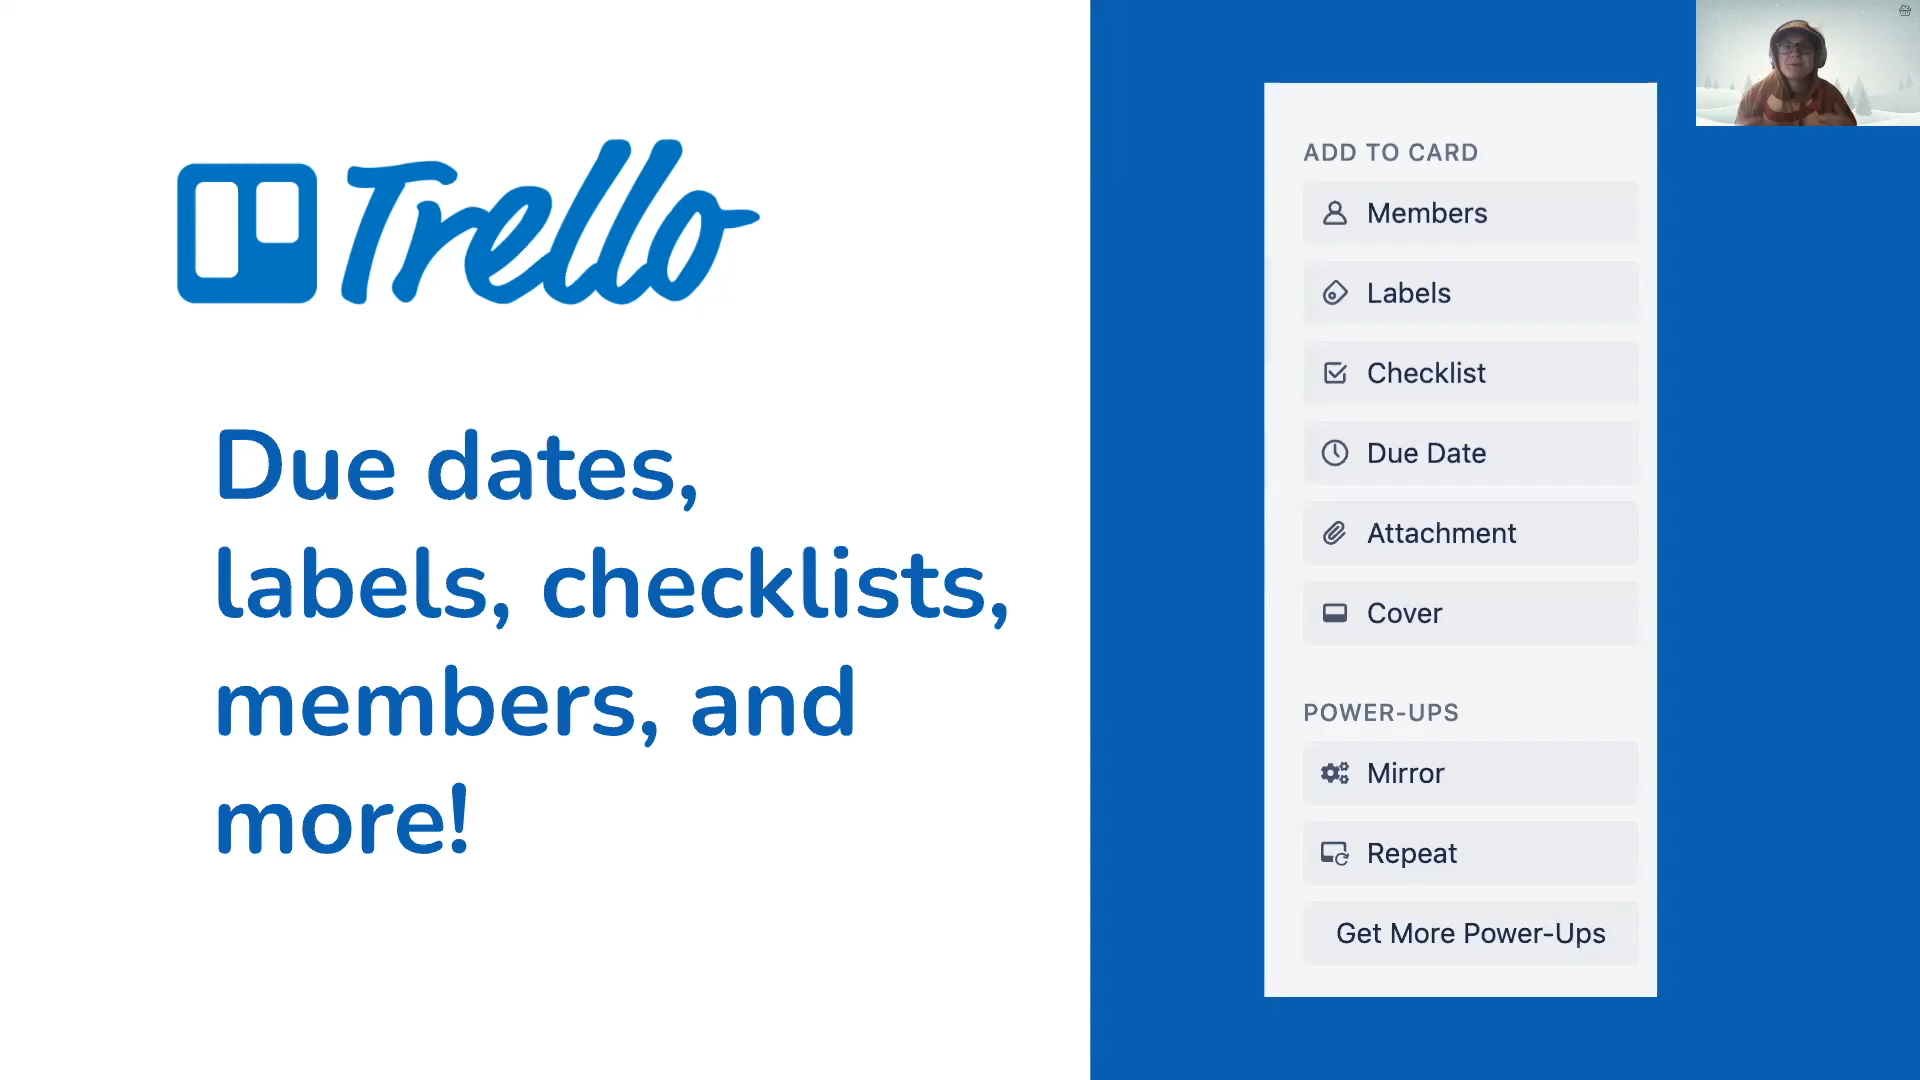 Trello
Due dates,
labels, checklists,
members, and
more!
ADD TO CARD
Members
Labels
Checklist
Due Date
Attachment
Cover
POWER-UPS
Mirror
Repeat
Get More Power-Ups